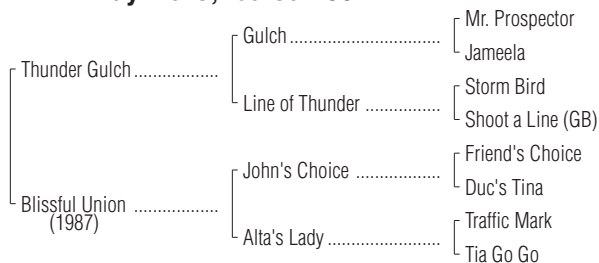 Gulch
Mr. Prospector
Jameela
Thunder Gulch
Line of Thunder
Storm Bird
Shoot a Line (GB)
John's Choice
Friend's Choice
Duc's Tina
Blissful Union
(1987)
Alta's Lady
Traffic Mark
Tia Go Go